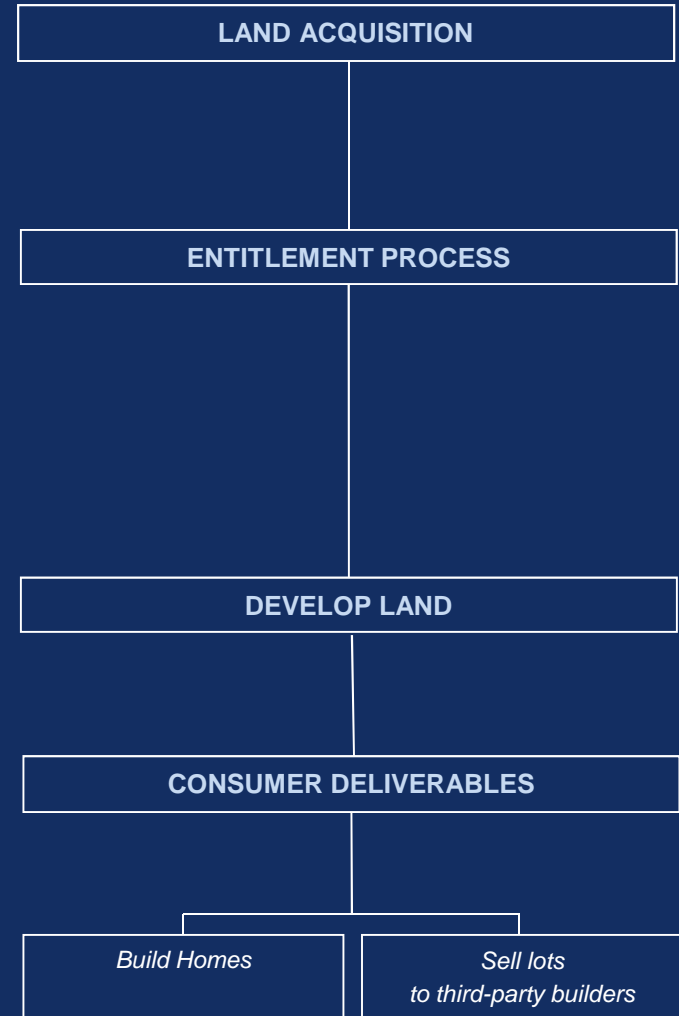 LAND ACQUISITION
ENTITLEMENT PROCESS
DEVELOP LAND
CONSUMER DELIVERABLES
Build Homes
Sell lots
to third-party builders